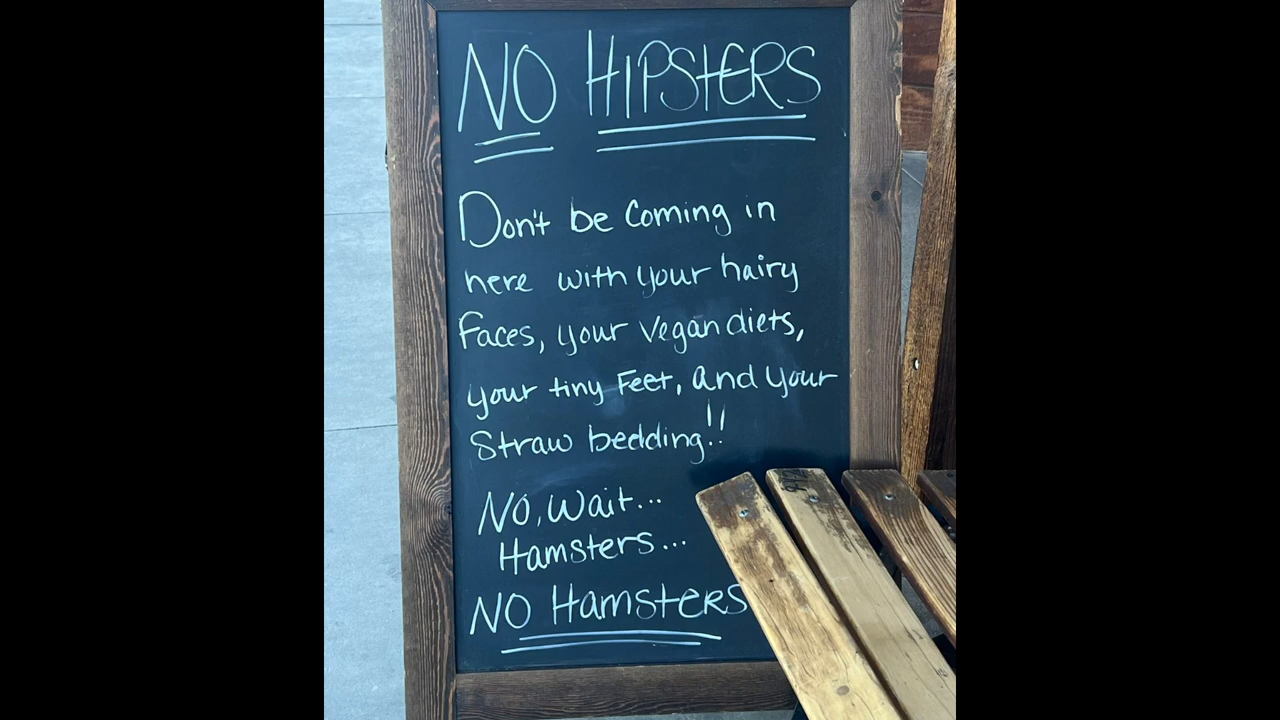 NO HIPSTERS
Don't be Coming in
here with your hairy
Faces, your vegan diets,
your tiny Feet, and your
Straw bedding!!
No, Wait...
Hamsters...
NO HamstERS